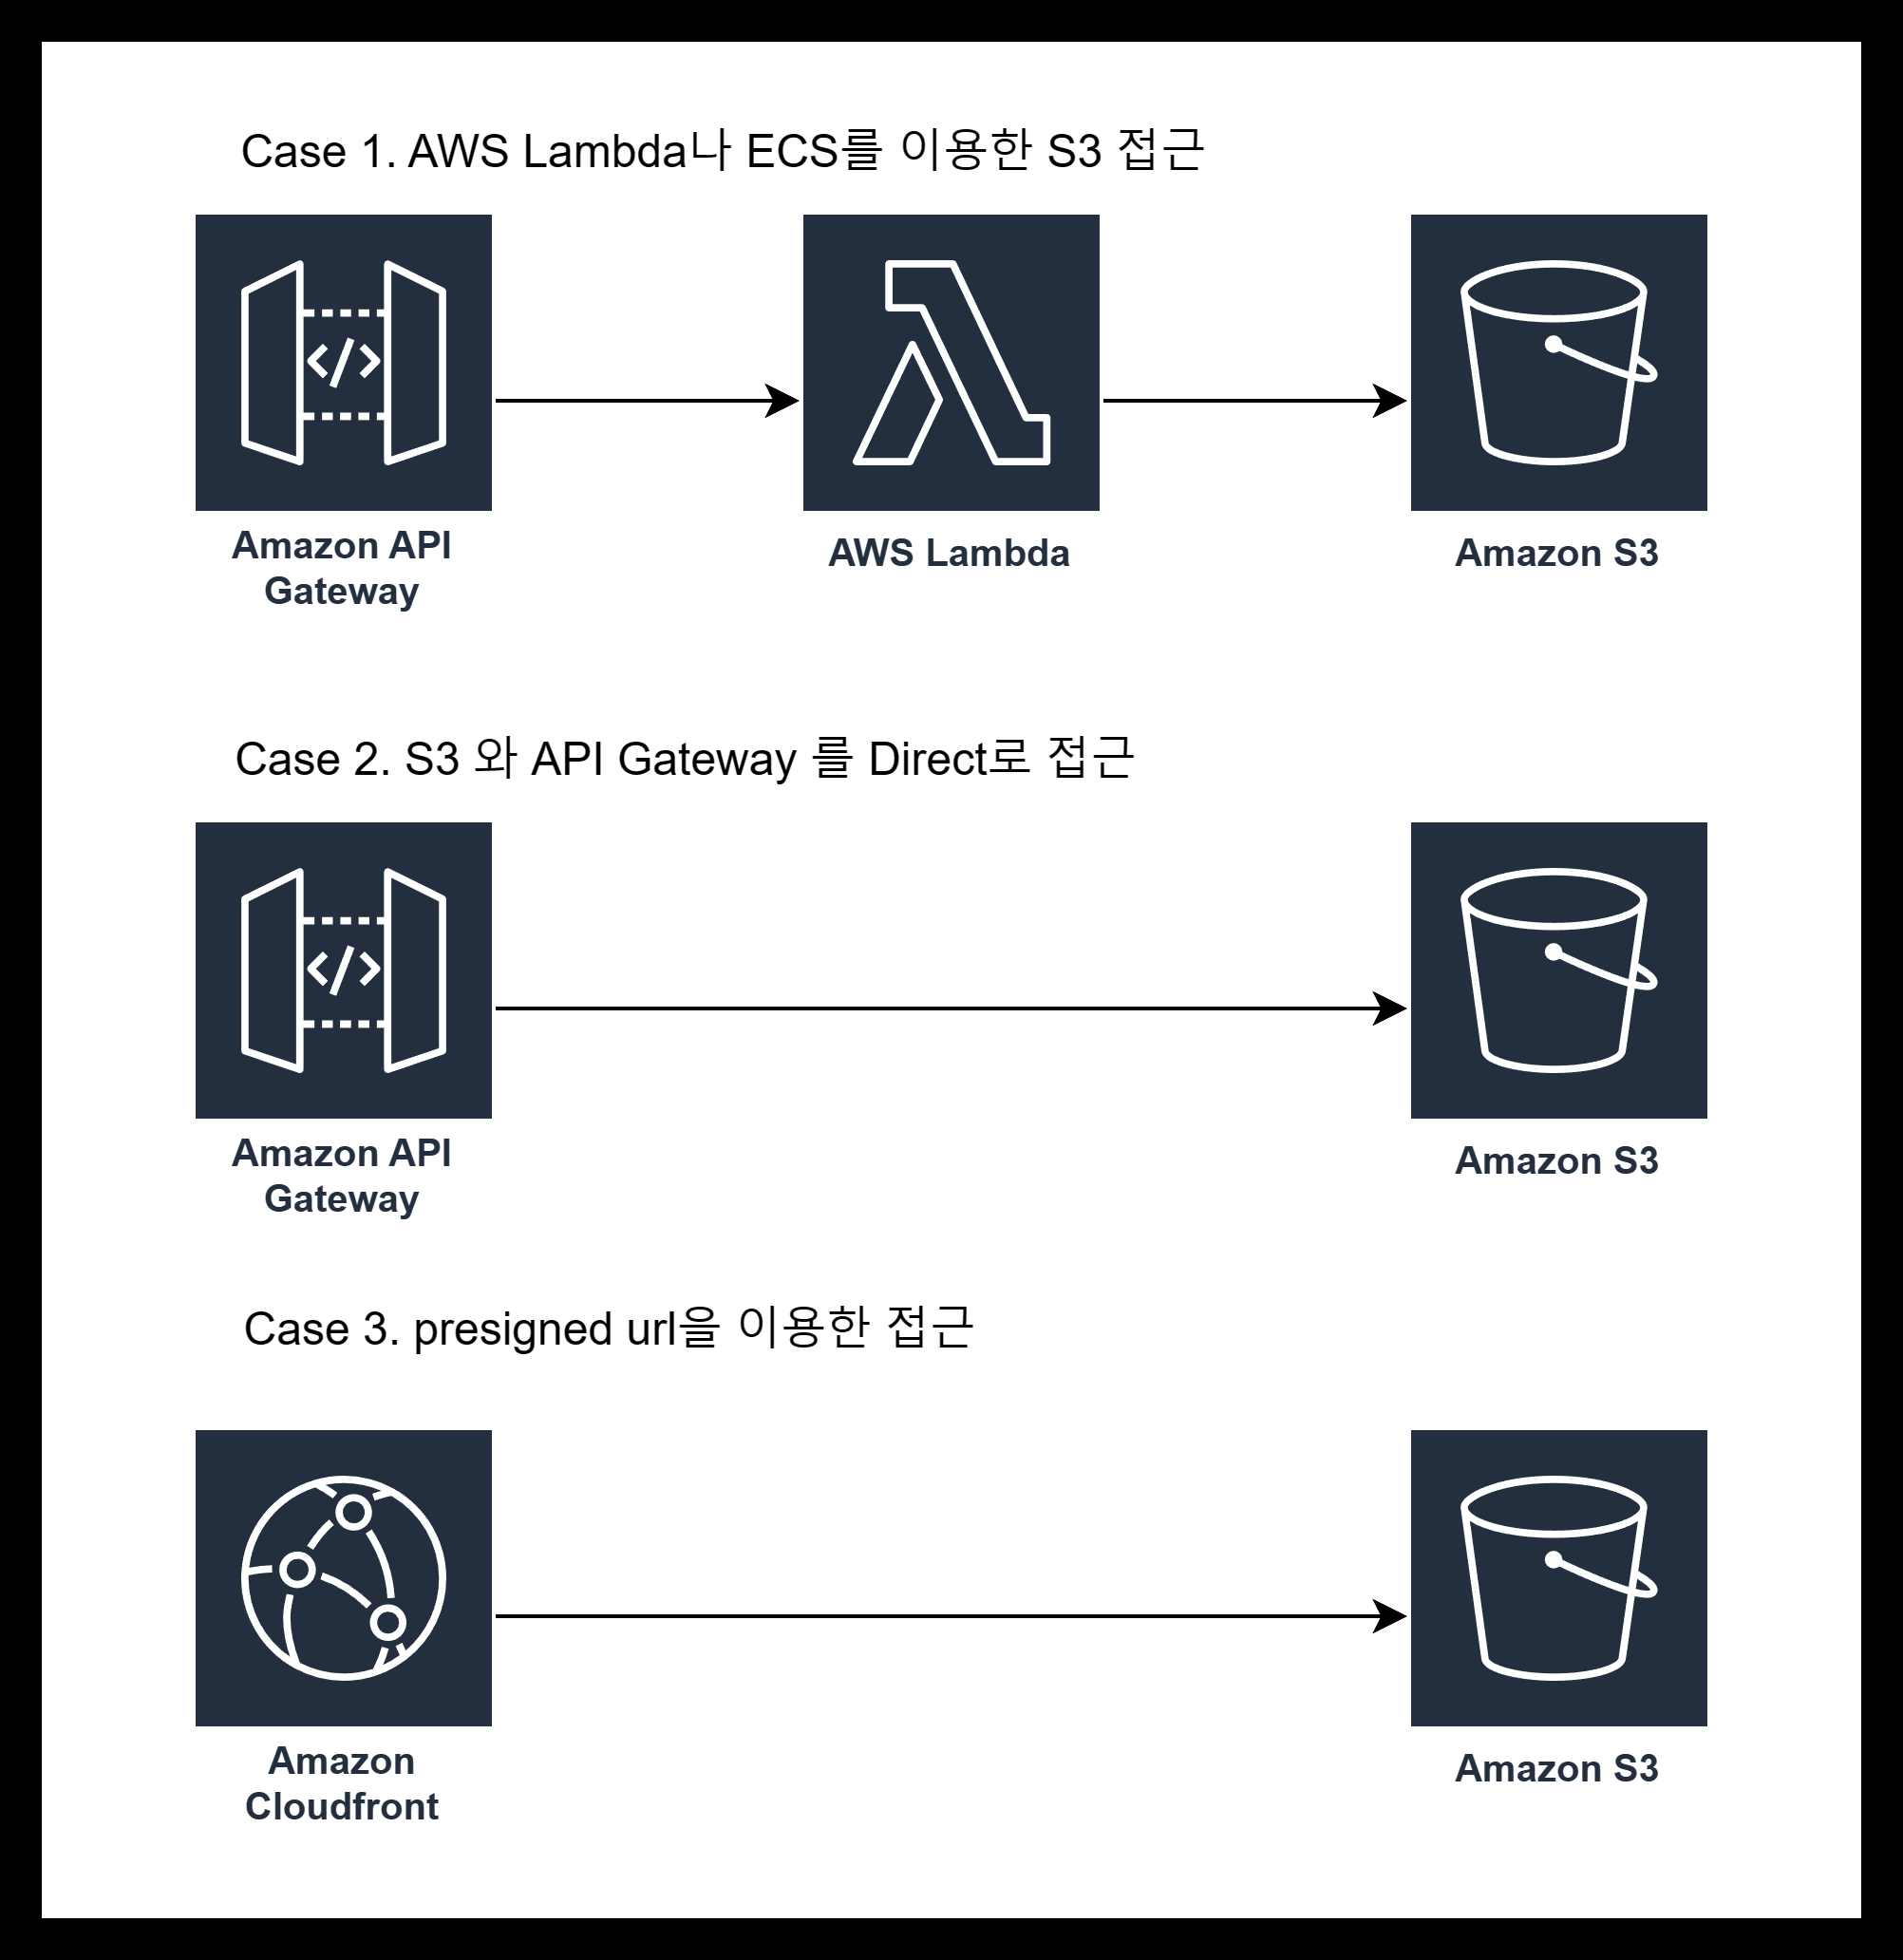 Case 1. AWS Lambda나 ECS를 이용한 S3 접근
Amazon API
Gateway
AWS Lambda
Amazon S3
Case 2. S3 와 API Gateway 를 Direct로 접근
Amazon API
Gateway
Amazon S3
Case 3. presigned url을 이용한 접근
Amazon
Cloudfront
Amazon S3